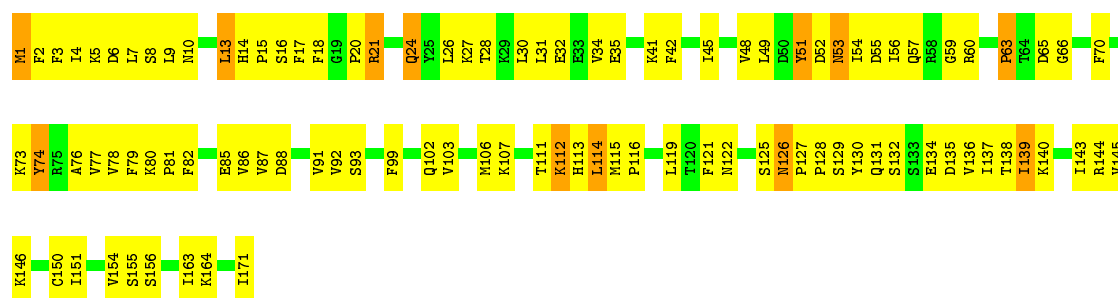 M1 F2 F3 I4 K5 D6 L7 S8 L9 N10 L13 H14 P15 S16 F17 F18 G19 P20 R21 Q24 Y25 L26 K27 T28 K29 L30 L31 E32 E33 V34 E35 K41 F42 I45 V48 L49 D50 Y51 D52 N53 I54 D55 I56 Q57 R58 G59 R60 P63 T64 D65 G66 F70
K73 Y74 R75 A76 V77 V78 F79 K80 P81 F82 E85 V86 V87 D88 V91 V92 S93 F99 Q102 V103 M106 K107 T111 K112 H113 L114 M115 P116 L119 T120 F121 N122 S125 N126 P127 P128 S129 Y130 Q131 S132 S133 E134 D135 V136 I137 T138 I139 K140 I143 R144 V145
K146 C150 I151 V154 S155 S156 I163 K164 I171